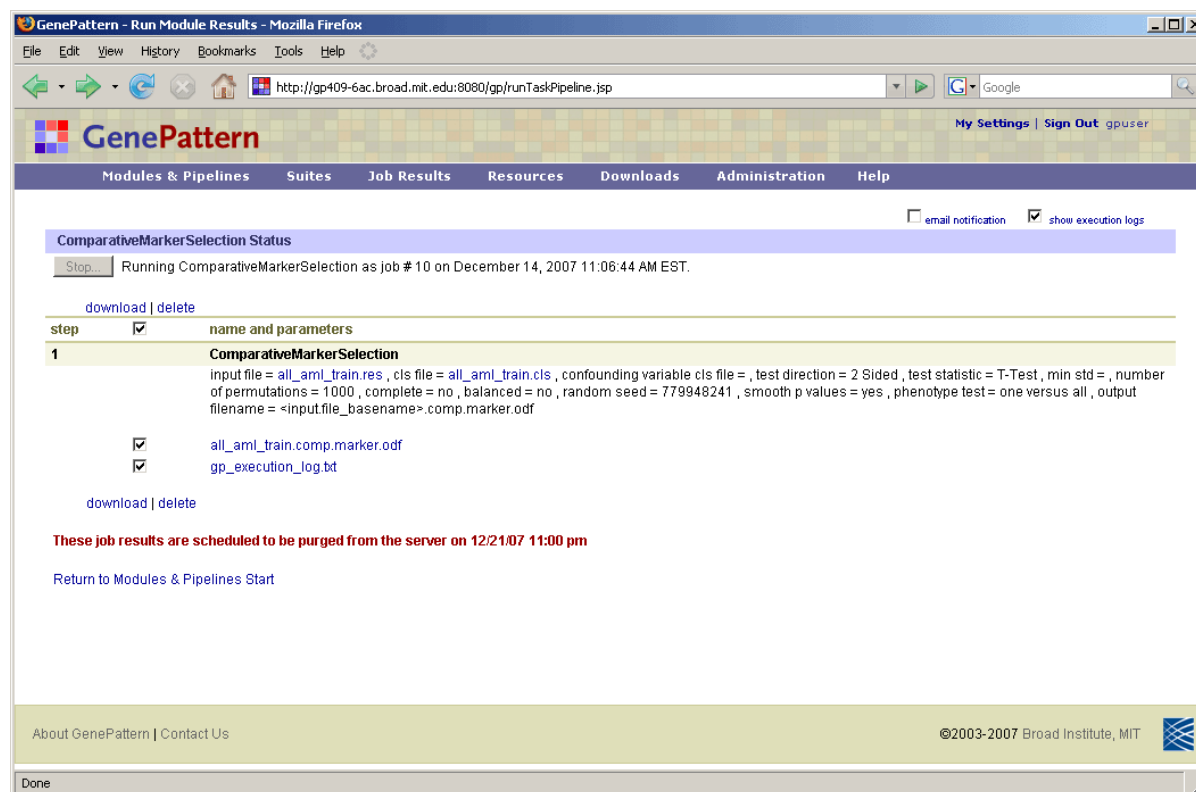 GenePattern - Run Module Results - Mozilla Firefox
File Edit View History Bookmarks Tools Help
http://gp409-6ac.broad.mit.edu:8080/gp/runTaskPipeline.jsp
G Google
GenePattern
My Settings | Sign Out gpuser
Modules & Pipelines Suites Job Results Resources Downloads Administration Help
email notification show execution logs
ComparativeMarkerSelection Status
Stop... Running ComparativeMarkerSelection as job # 10 on December 14, 2007 11:06:44 AM EST.
download | delete
step name and parameters
1 ComparativeMarkerSelection
input file = all_aml_train.res , cls file = all_aml_train.cls , confounding variable cls file = , test direction = 2 Sided , test statistic = T-Test , min std = , number
of permutations = 1000 , complete = no , balanced = no , random seed = 779948241 , smooth p values = yes , phenotype test = one versus all , output
filename = <input.file_basename>.comp.marker.odf
all_aml_train.comp.marker.odf
gp_execution_log.txt
download | delete
These job results are scheduled to be purged from the server on 12/21/07 11:00 pm
Return to Modules & Pipelines Start
About GenePattern | Contact Us
©2003-2007 Broad Institute, MIT
Done